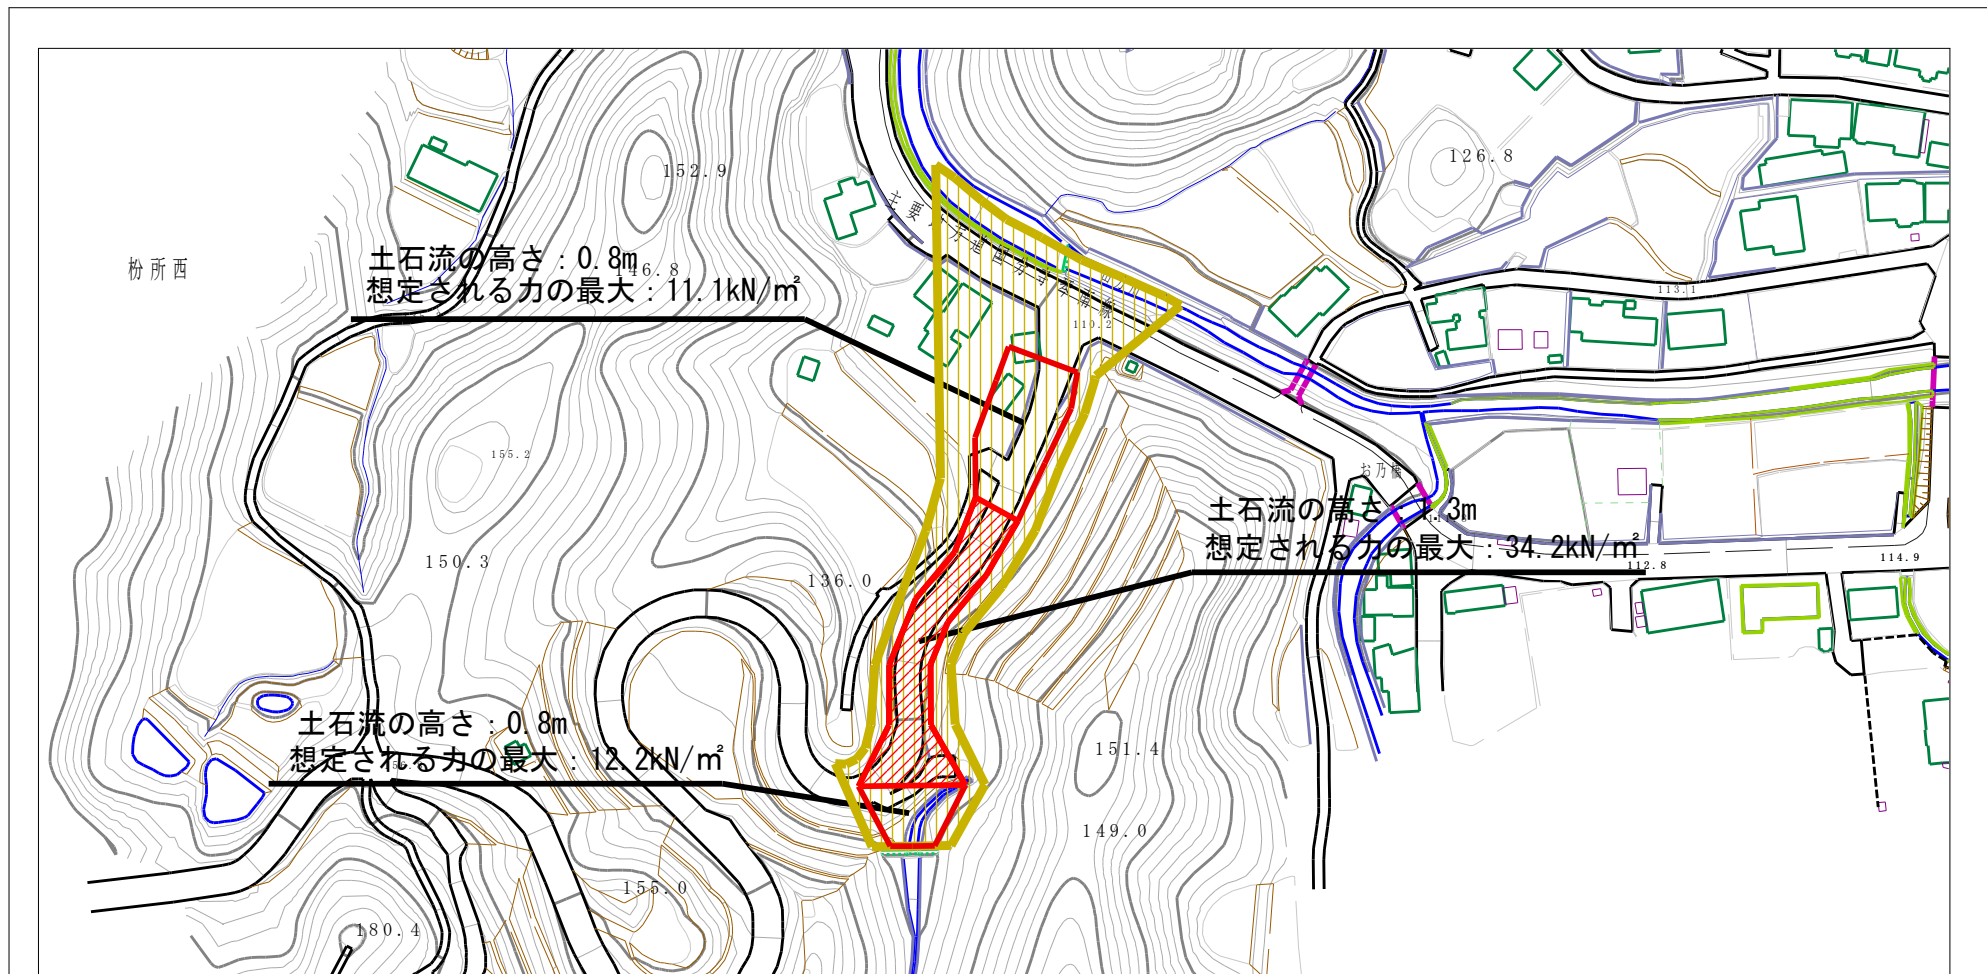 152.9
126.8
枌所西
土石流の高さ：0.8m
146.8
想定される力の最大：11.1kN/㎡
113.1
110.2
155.2
お乃橋
土石流の高さ：1.3m
想定される力の最大：34.2kN/㎡
150.3
136.0
112.8
114.9
土石流の高さ：0.8m
想定される力の最大：12.2kN/㎡
151.4
149.0
155.0
180.4